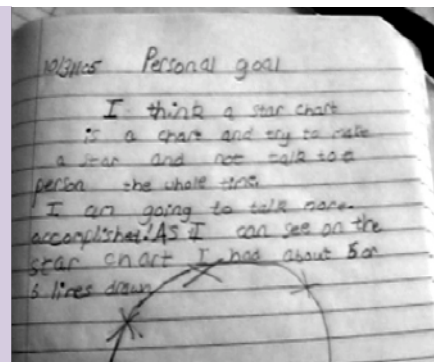 10/31/05 Personal goal
I think a star chart
is a chart and try to make
a star and not talk to a
person the whole time.
I am going to talk more.
accomplished! AS I can see on the
star chart I had about 5 or
6 lines drawn